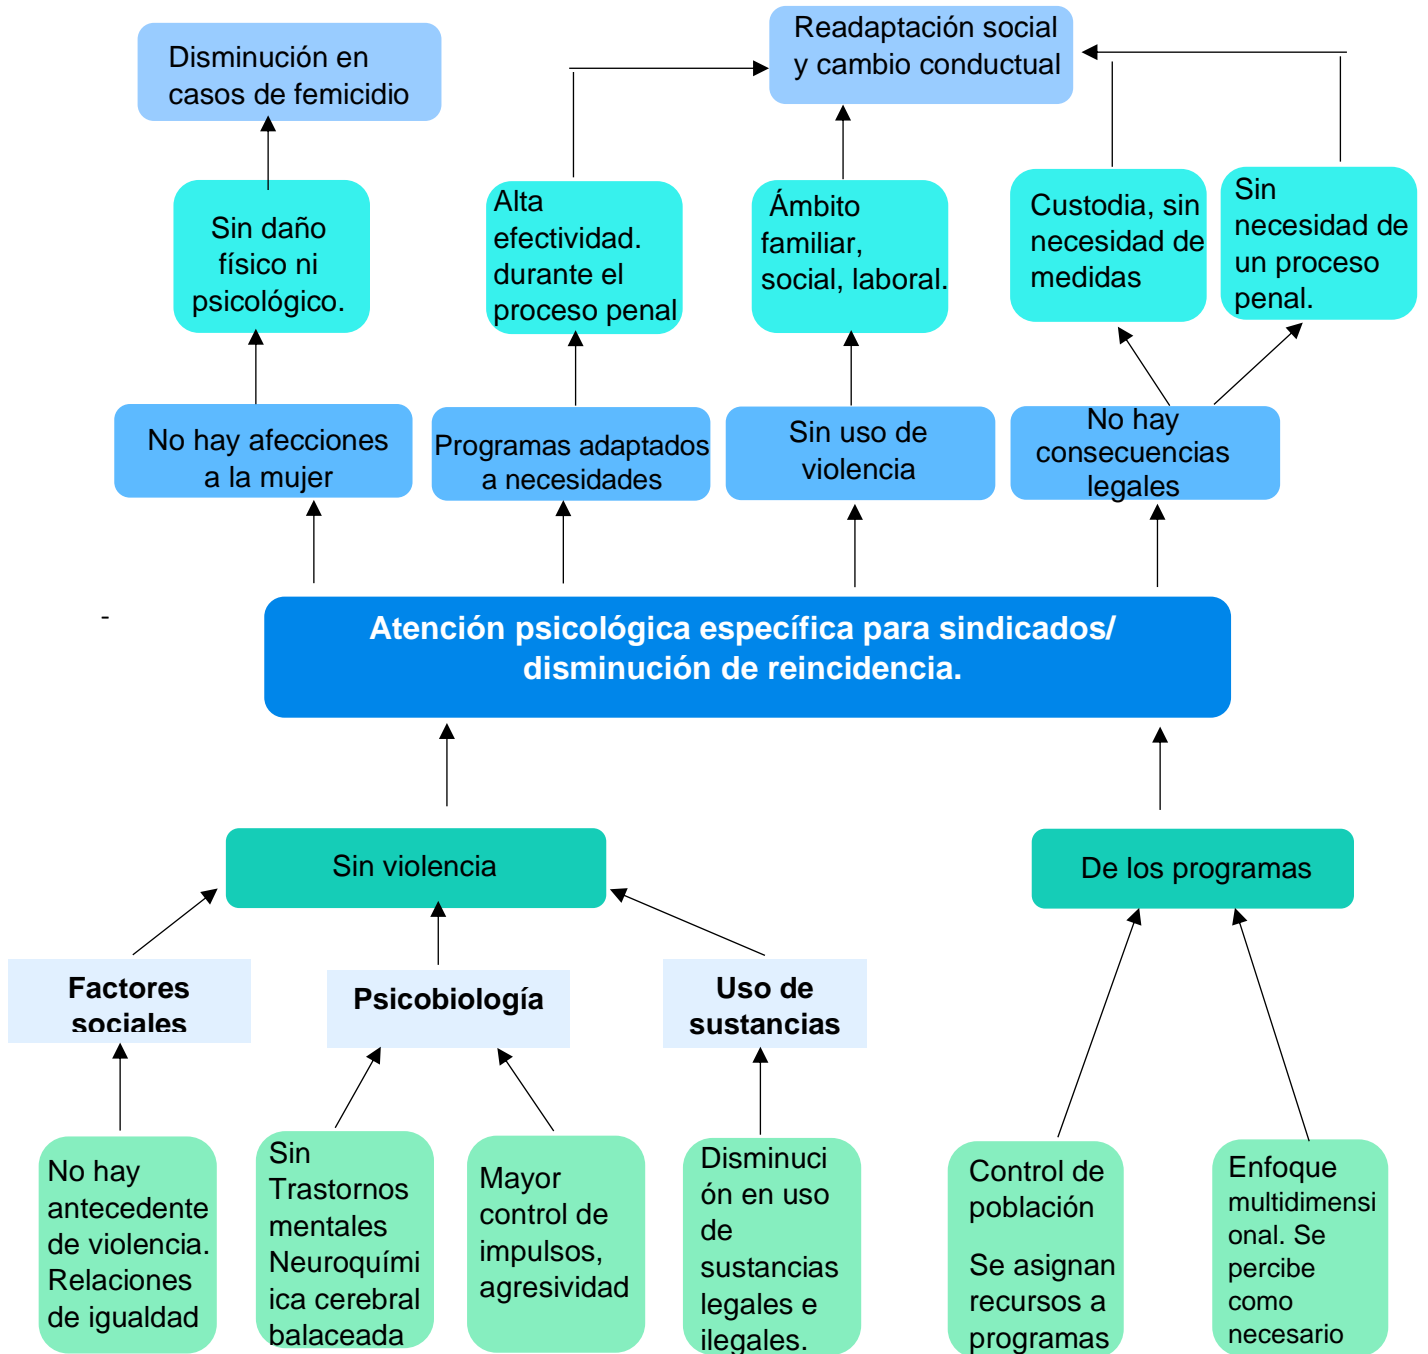 Disminución en
casos de femicidio
Readaptación social
y cambio conductual
Sin daño
físico ni
psicológico.
Alta
efectividad.
durante el
proceso penal
Ámbito
familiar,
social, laboral.
Custodia, sin
necesidad de
medidas
Sin
necesidad de
un proceso
penal.
No hay afecciones
a la mujer
Programas adaptados
a necesidades
Sin uso de
violencia
No hay
consecuencias
legales
-
Atención psicológica específica para sindicados/
disminución de reincidencia.
Sin violencia
De los programas
Factores
sociales
Psicobiología
Uso de
sustancias
No hay
antecedente
de violencia.
Relaciones
de igualdad
Sin
Trastornos
mentales
Neuroquími
ica cerebral
balaceada
Mayor
control de
impulsos,
agresividad
Disminuci
ón en uso
de
sustancias
legales e
ilegales.
Control de
población
Se asignan
recursos a
programas
Enfoque
multidimensi
onal. Se
percibe
como
necesario